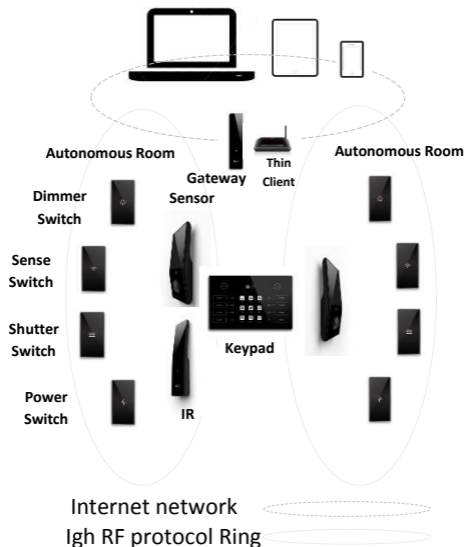 Autonomous Room
Autonomous Room
Gateway
Thin
Client
Sensor
Dimmer
Switch
Sense
Switch
Shutter
Switch
Keypad
Power
Switch
IR
Internet network
Igh RF protocol Ring